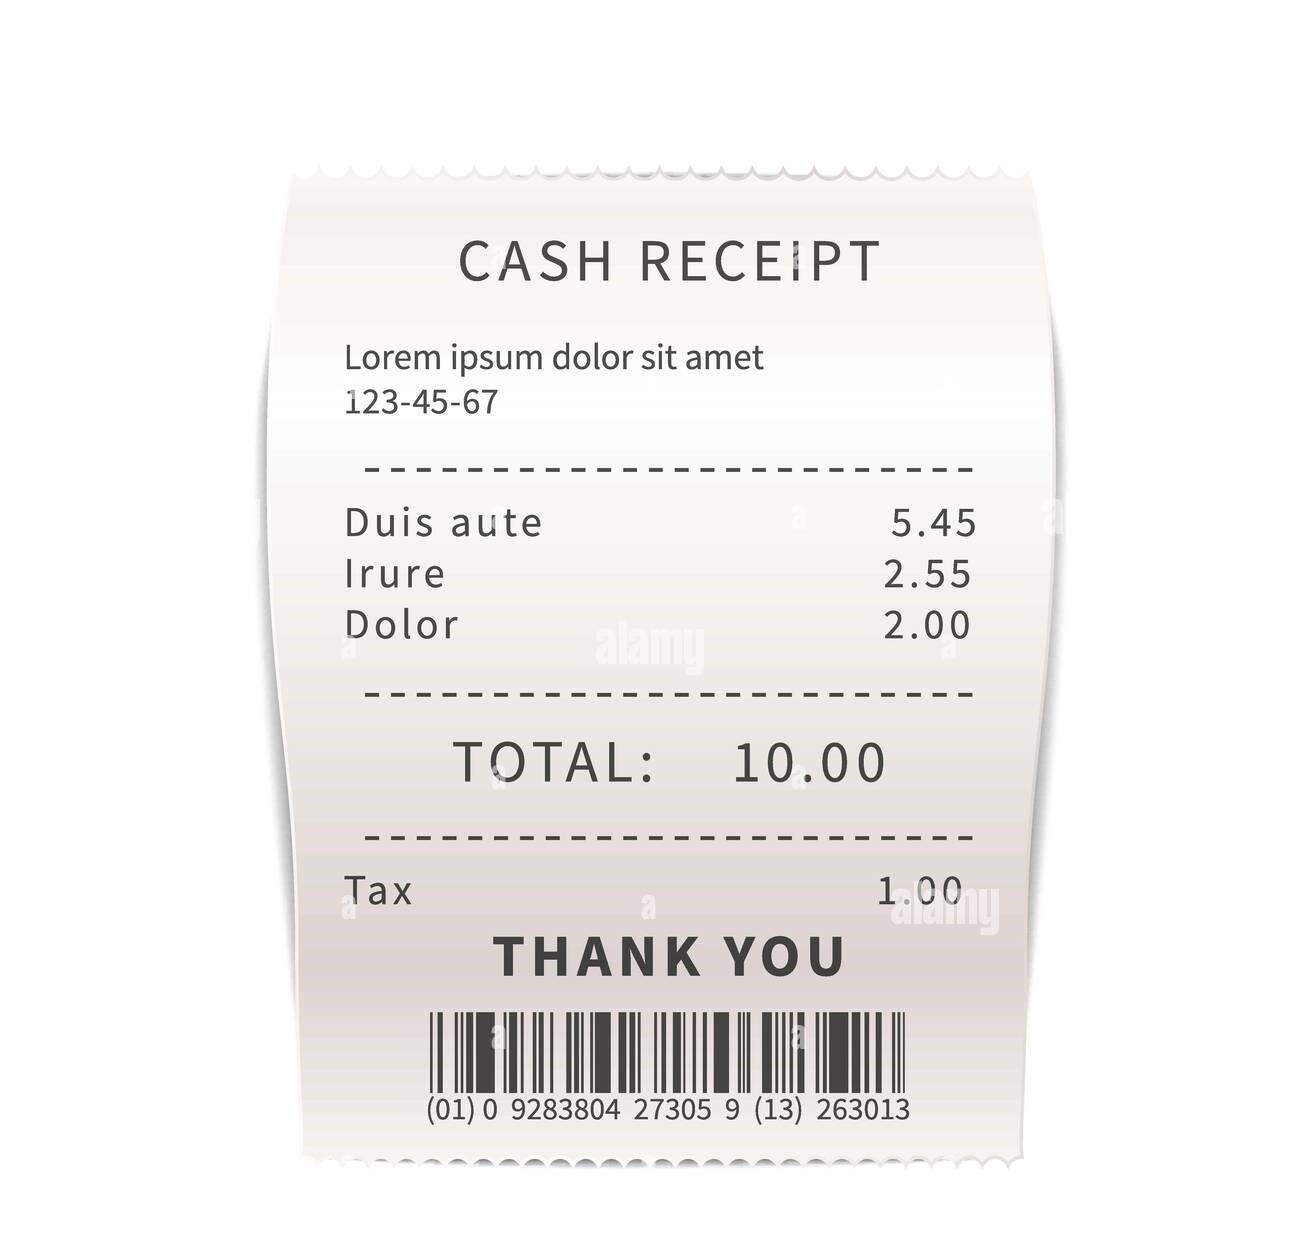 CASH RECEIPT
Lorem ipsum dolor sit amet
123-45-67
Duis aute 5.45
Irure 2.55
Dolor 2.00
alamy
TOTAL: 10.00
Tax 1.00
alamy
THANK YOU
(01) 0 9283804 27305 9 (13) 263013